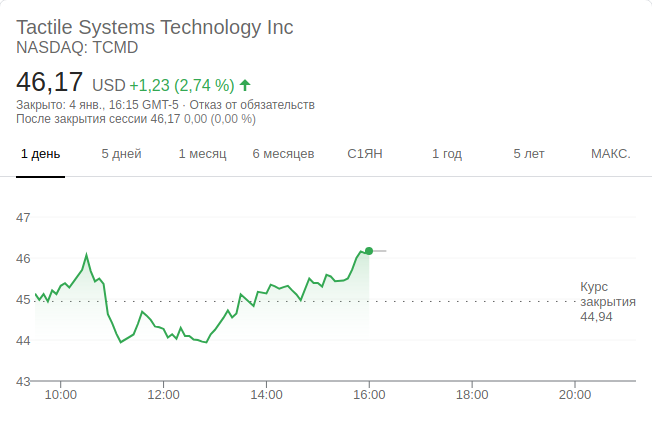 Tactile Systems Technology Inc
NASDAQ: TCMD
46,17 USD +1,23 (2,74 %)
Закрыто: 4 янв., 16:15 GMT-5 · Отказ от обязательств
После закрытия сессии 46,17 0,00 (0,00 %)
1 день 5 дней 1 месяц 6 месяцев С1ЯН 1 год 5 лет МАКС.
47
46
45
44
43
Курс
закрытия
44,94
10:00 12:00 14:00 16:00 18:00 20:00